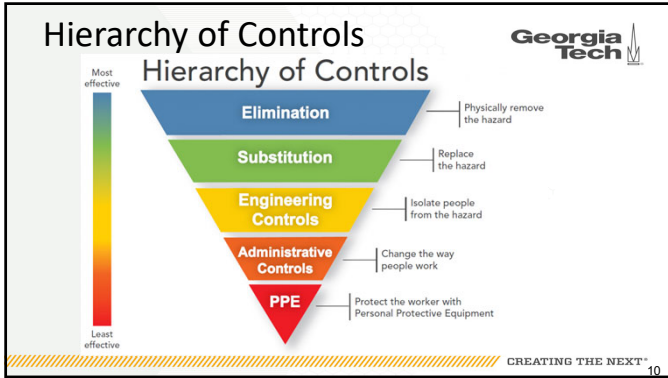 Hierarchy of Controls
Georgia
Tech
Most
effective
Hierarchy of Controls
Elimination
Physically remove
the hazard
Substitution
Replace
the hazard
Engineering
Controls
Isolate people
from the hazard
Administrative
Controls
Change the way
people work
PPE
Protect the worker with
Personal Protective Equipment
Least
effective
CREATING THE NEXT®
10